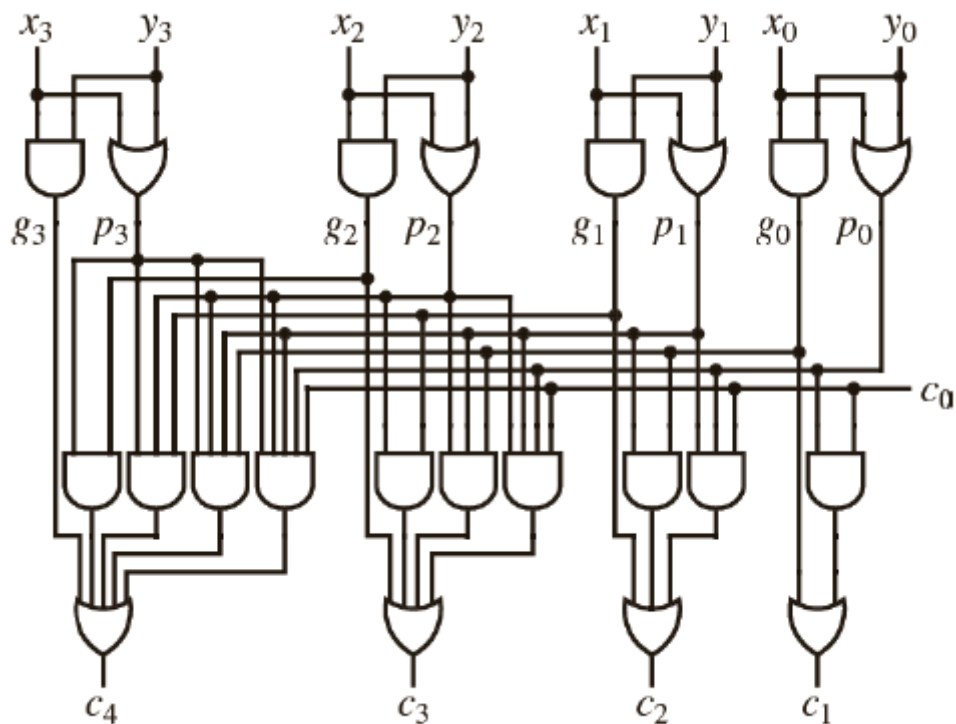 x₃ y₃ x₂ y₂ x₁ y₁ x₀ y₀
g₃ p₃ g₂ p₂ g₁ p₁ g₀ p₀
c₀
c₄ c₃ c₂ c₁